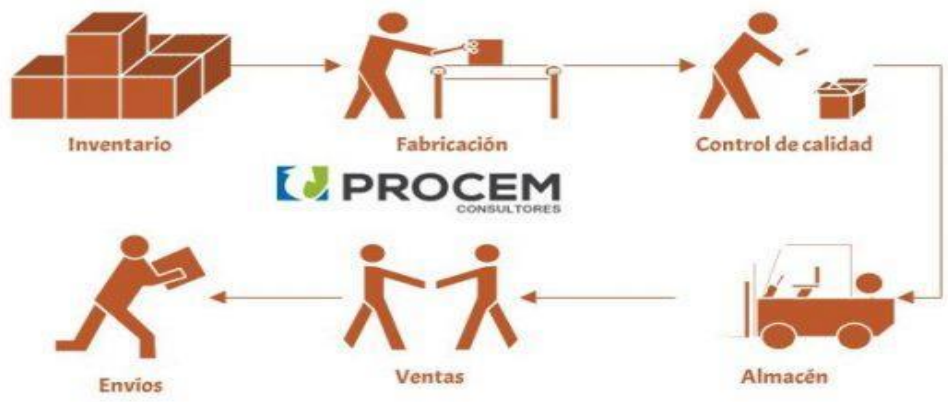 Inventario
Fabricación
Control de calidad
PROCEM
CONSULTORES
Envíos
Ventas
Almacén